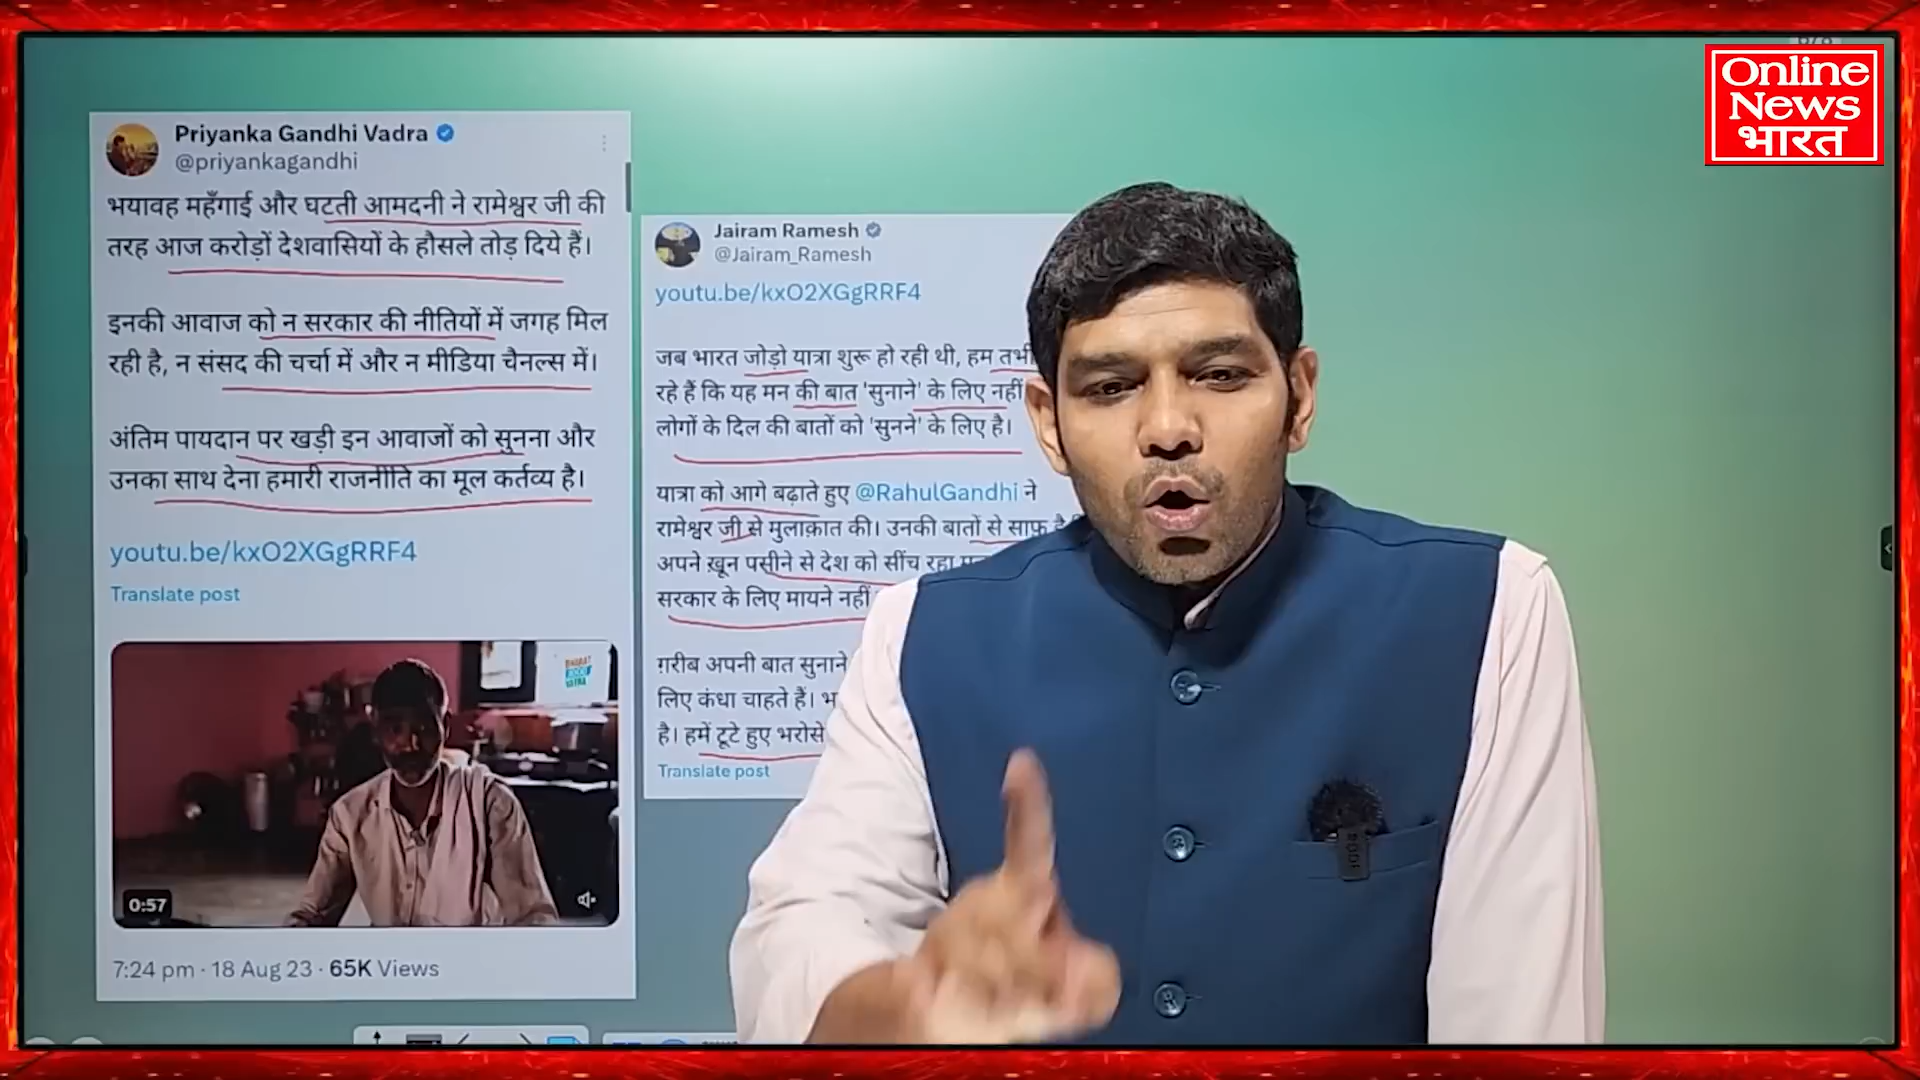 Online
News
भारत
Priyanka Gandhi Vadra
@priyankagandhi
भयावह महँगाई और घटती आमदनी ने रामेश्वर जी की
तरह आज करोड़ों देशवासियों के हौसले तोड़ दिये हैं।
इनकी आवाज को न सरकार की नीतियों में जगह मिल
रही है, न संसद की चर्चा में और न मीडिया चैनल्स में।
अंतिम पायदान पर खड़ी इन आवाजों को सुनना और
उनका साथ देना हमारी राजनीति का मूल कर्तव्य है।
youtu.be/kxO2XGgRRF4
Translate post
BHARAT
JODO
YATRA
0:57
7:24 pm · 18 Aug 23 · 65K Views
Jairam Ramesh
@Jairam_Ramesh
youtu.be/kxO2XGgRRF4
जब भारत जोड़ो यात्रा शुरू हो रही थी, हम तभी
रहे हैं कि यह मन की बात 'सुनाने' के लिए नहीं
लोगों के दिल की बातों को 'सुनने' के लिए है।
यात्रा को आगे बढ़ाते हुए @RahulGandhi ने
रामेश्वर जी से मुलाक़ात की। उनकी बातों से साफ़ है
अपने ख़ून पसीने से देश को सींच रहा
सरकार के लिए मायने नहीं
ग़रीब अपनी बात सुनाने
लिए कंधा चाहते हैं।
है। हमें टूटे हुए भरोसे
Translate post